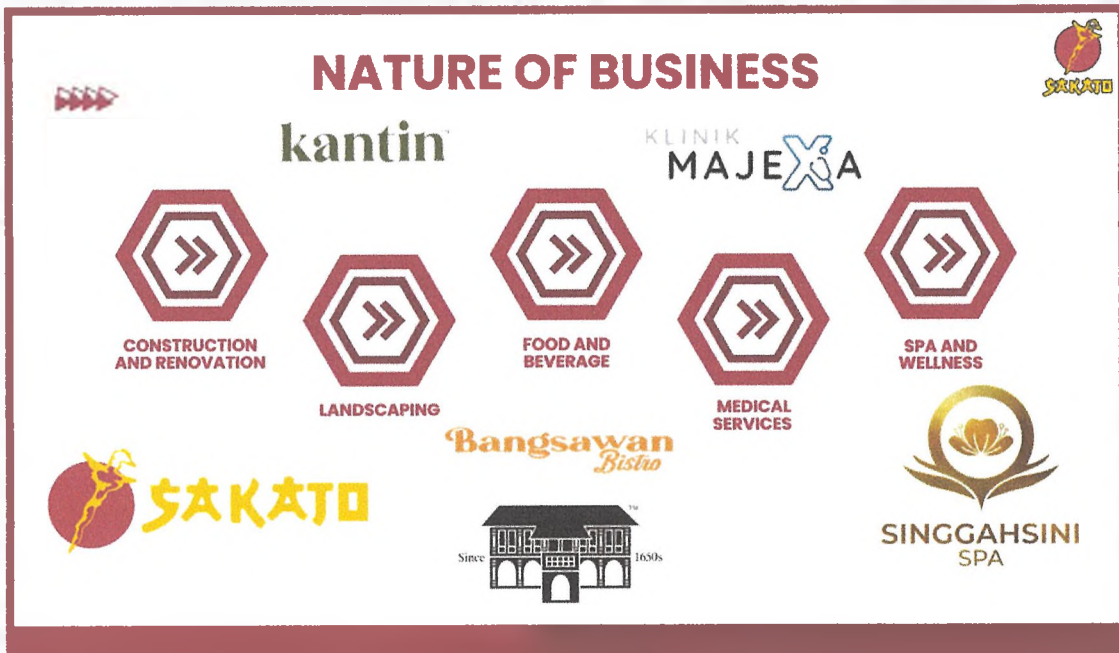 NATURE OF BUSINESS
SAKATO
kantin
KLINIK
MAJEXA
CONSTRUCTION
AND RENOVATION
LANDSCAPING
FOOD AND
BEVERAGE
MEDICAL
SERVICES
SPA AND
WELLNESS
SAKATO
Bangsawan
Bistro
Since 1650s
TM
SINGGAHSINI
SPA